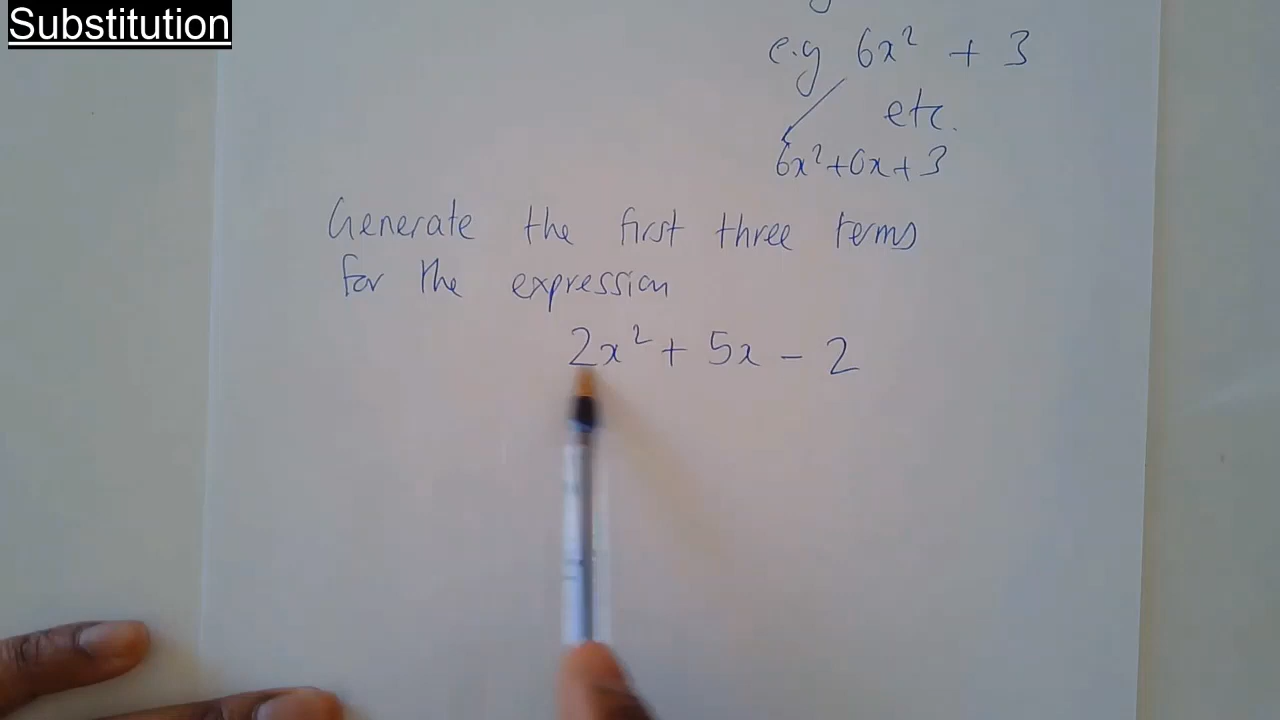 Substitution
e.g 6x² + 3
etc.
6x²+0x+3
Generate the first three terms
for the expression
2x² + 5x - 2